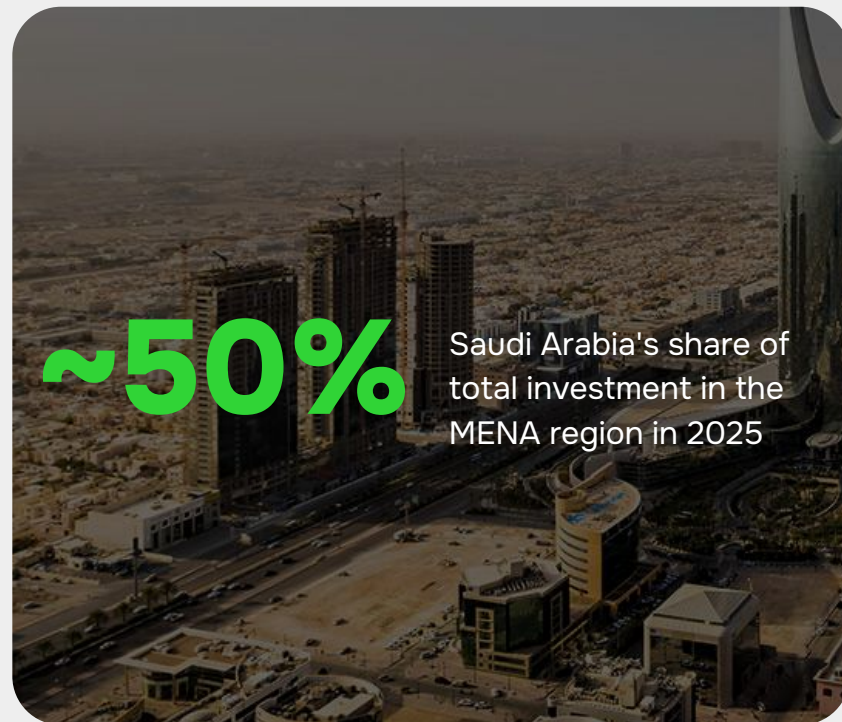 ~50%
Saudi Arabia's share of
total investment in the
MENA region in 2025